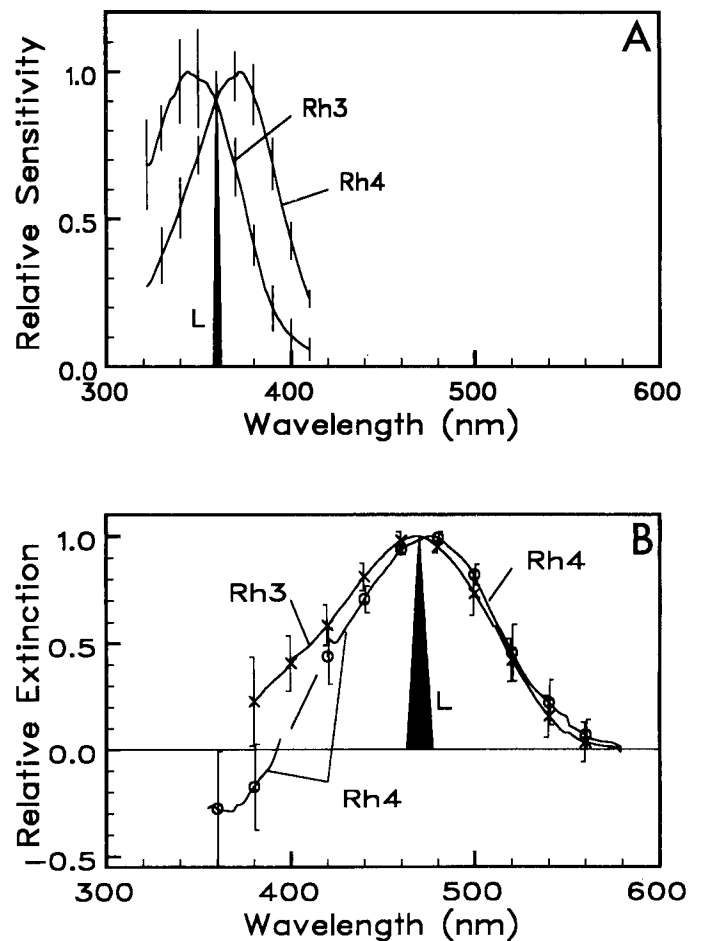 A
Relative Sensitivity
1.0
0.5
0.0
Rh3
Rh4
L
300 400 500 600
Wavelength (nm)
B
Relative Extinction
1.0
0.5
0.0
-0.5
Rh3
Rh4
L
Rh4
300 400 500 600
Wavelength (nm)